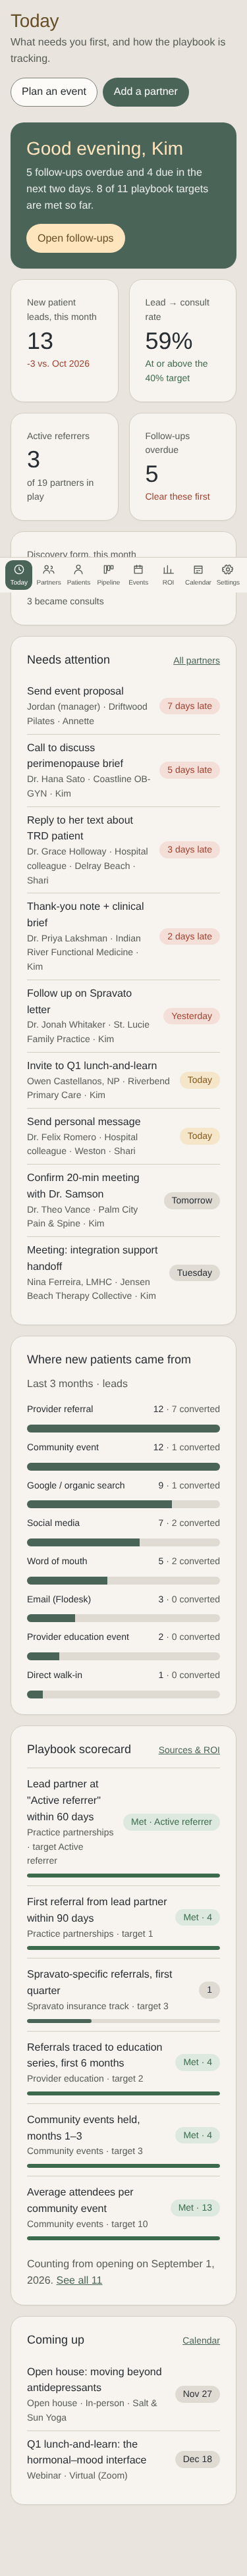 Today
What needs you first, and how the playbook is
tracking.
Plan an event
Add a partner
Good evening, Kim
5 follow-ups overdue and 4 due in the
next two days. 8 of 11 playbook targets
are met so far.
Open follow-ups
New patient
leads, this month
13
-3 vs. Oct 2026
Lead → consult
rate
59%
At or above the
40% target
Active referrers
3
of 19 partners in
play
Follow-ups
overdue
5
Clear these first
Discovery form, this month
Today
Partners
Patients
Pipeline
Events
ROI
Calendar
Settings
3 became consults
Needs attention
All partners
Send event proposal
Jordan (manager) · Driftwood
Pilates · Annette
7 days late
Call to discuss
perimenopause brief
Dr. Hana Sato · Coastline OB-
GYN · Kim
5 days late
Reply to her text about
TRD patient
Dr. Grace Holloway · Hospital
colleague · Delray Beach ·
Shari
3 days late
Thank-you note + clinical
brief
Dr. Priya Lakshman · Indian
River Functional Medicine ·
Kim
2 days late
Follow up on Spravato
letter
Dr. Jonah Whitaker · St. Lucie
Family Practice · Kim
Yesterday
Invite to Q1 lunch-and-learn
Owen Castellanos, NP · Riverbend
Primary Care · Kim
Today
Send personal message
Dr. Felix Romero · Hospital
colleague · Weston · Shari
Today
Confirm 20-min meeting
with Dr. Samson
Dr. Theo Vance · Palm City
Pain & Spine · Kim
Tomorrow
Meeting: integration support
handoff
Nina Ferreira, LMHC · Jensen
Beach Therapy Collective · Kim
Tuesday
Where new patients came from
Last 3 months · leads
Provider referral 12 · 7 converted
Community event 12 · 1 converted
Google / organic search 9 · 1 converted
Social media 7 · 2 converted
Word of mouth 5 · 2 converted
Email (Flodesk) 3 · 0 converted
Provider education event 2 · 0 converted
Direct walk-in 1 · 0 converted
Playbook scorecard
Sources & ROI
Lead partner at
"Active referrer"
within 60 days
Practice partnerships
· target Active
referrer
Met · Active referrer
First referral from lead partner
within 90 days
Practice partnerships · target 1
Met · 4
Spravato-specific referrals, first
quarter
Spravato insurance track · target 3
1
Referrals traced to education
series, first 6 months
Provider education · target 2
Met · 4
Community events held,
months 1–3
Community events · target 3
Met · 4
Average attendees per
community event
Community events · target 10
Met · 13
Counting from opening on September 1,
2026. See all 11
Coming up
Calendar
Open house: moving beyond
antidepressants
Open house · In-person · Salt &
Sun Yoga
Nov 27
Q1 lunch-and-learn: the
hormonal–mood interface
Webinar · Virtual (Zoom)
Dec 18